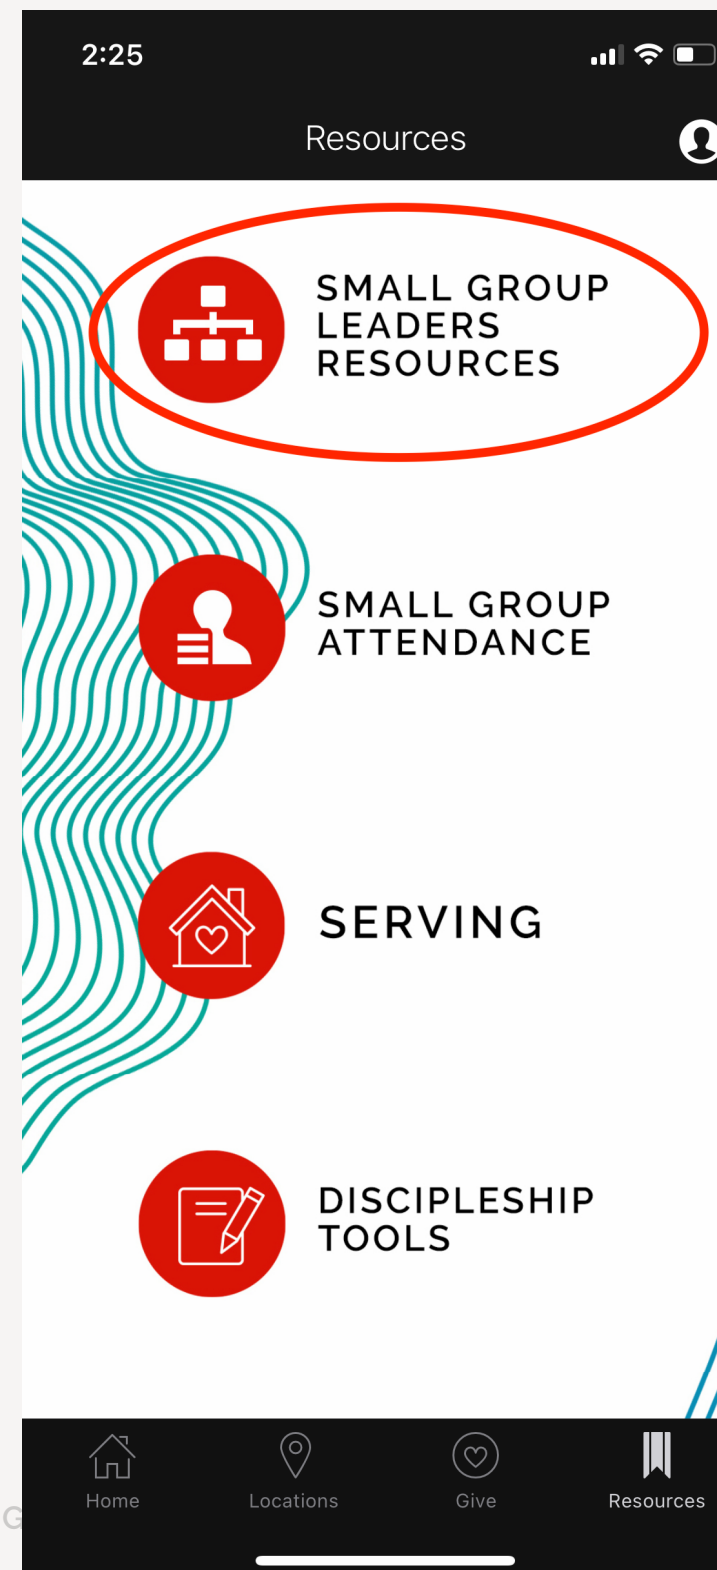 2:25
Resources
SMALL GROUP
LEADERS
RESOURCES
SMALL GROUP
ATTENDANCE
SERVING
DISCIPLESHIP
TOOLS
Home
Locations
Give
Resources
G